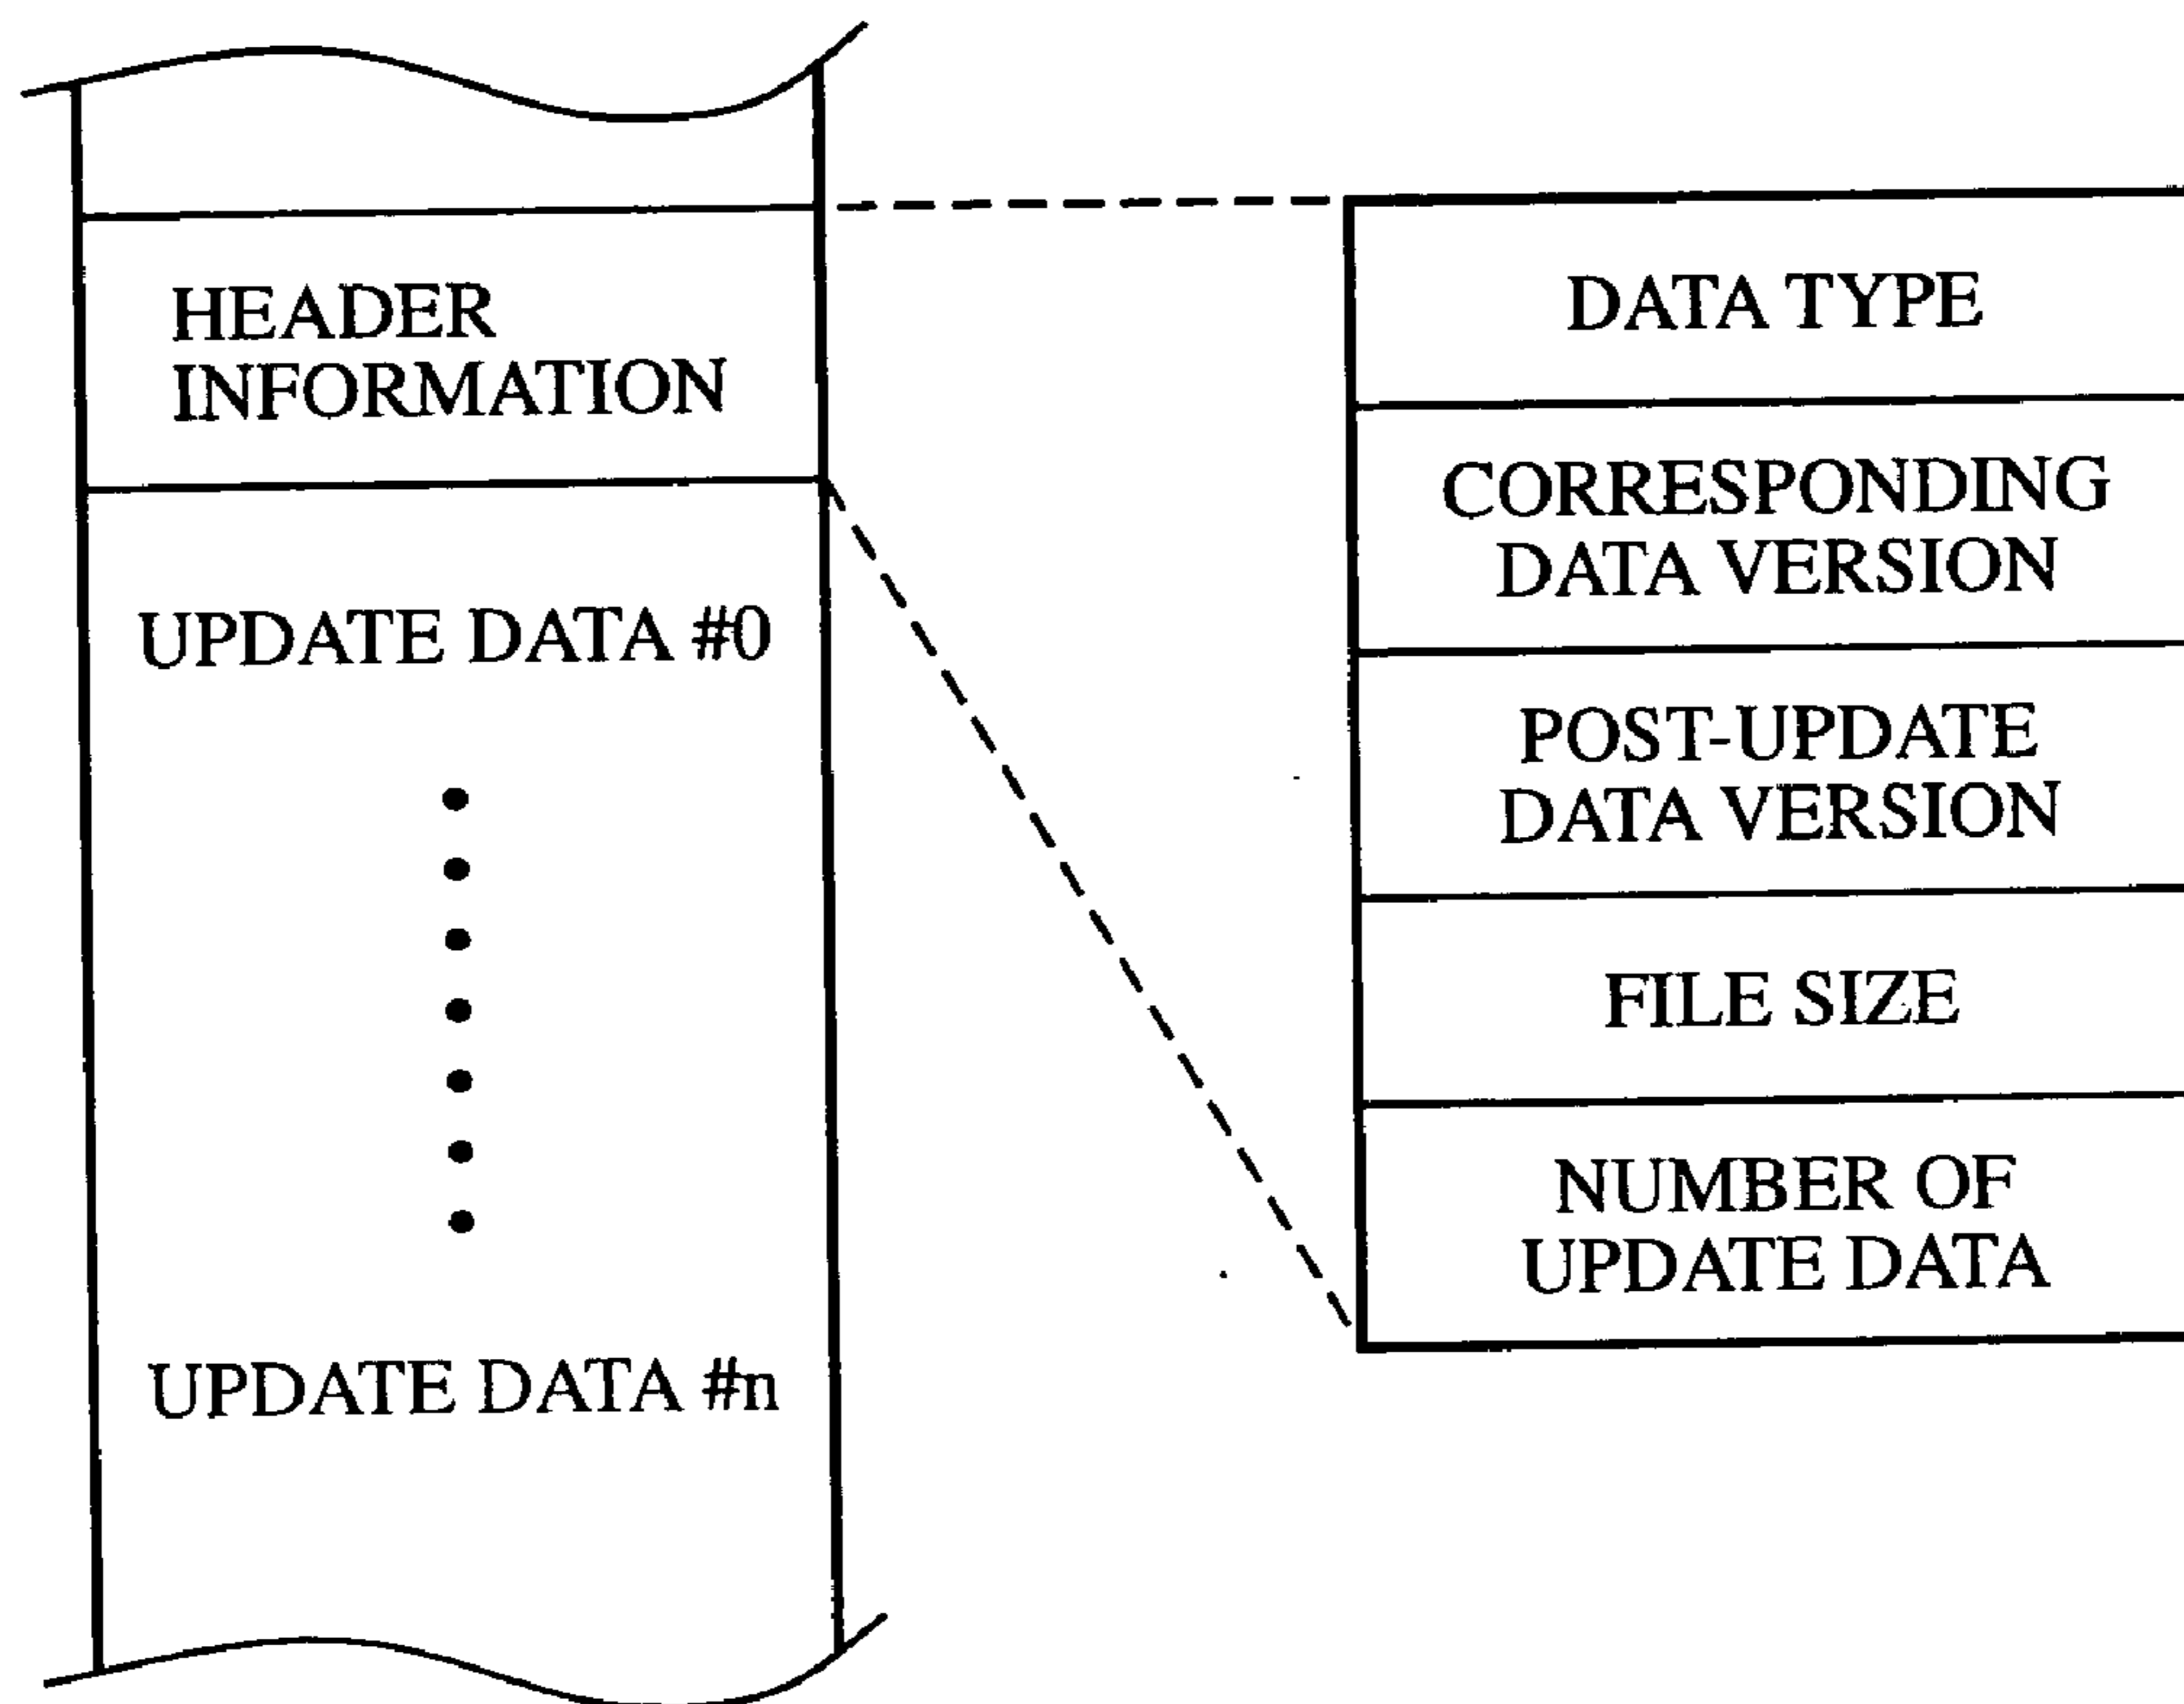 HEADER
INFORMATION
UPDATE DATA #0
UPDATE DATA #n
DATA TYPE
CORRESPONDING
DATA VERSION
POST-UPDATE
DATA VERSION
FILE SIZE
NUMBER OF
UPDATE DATA